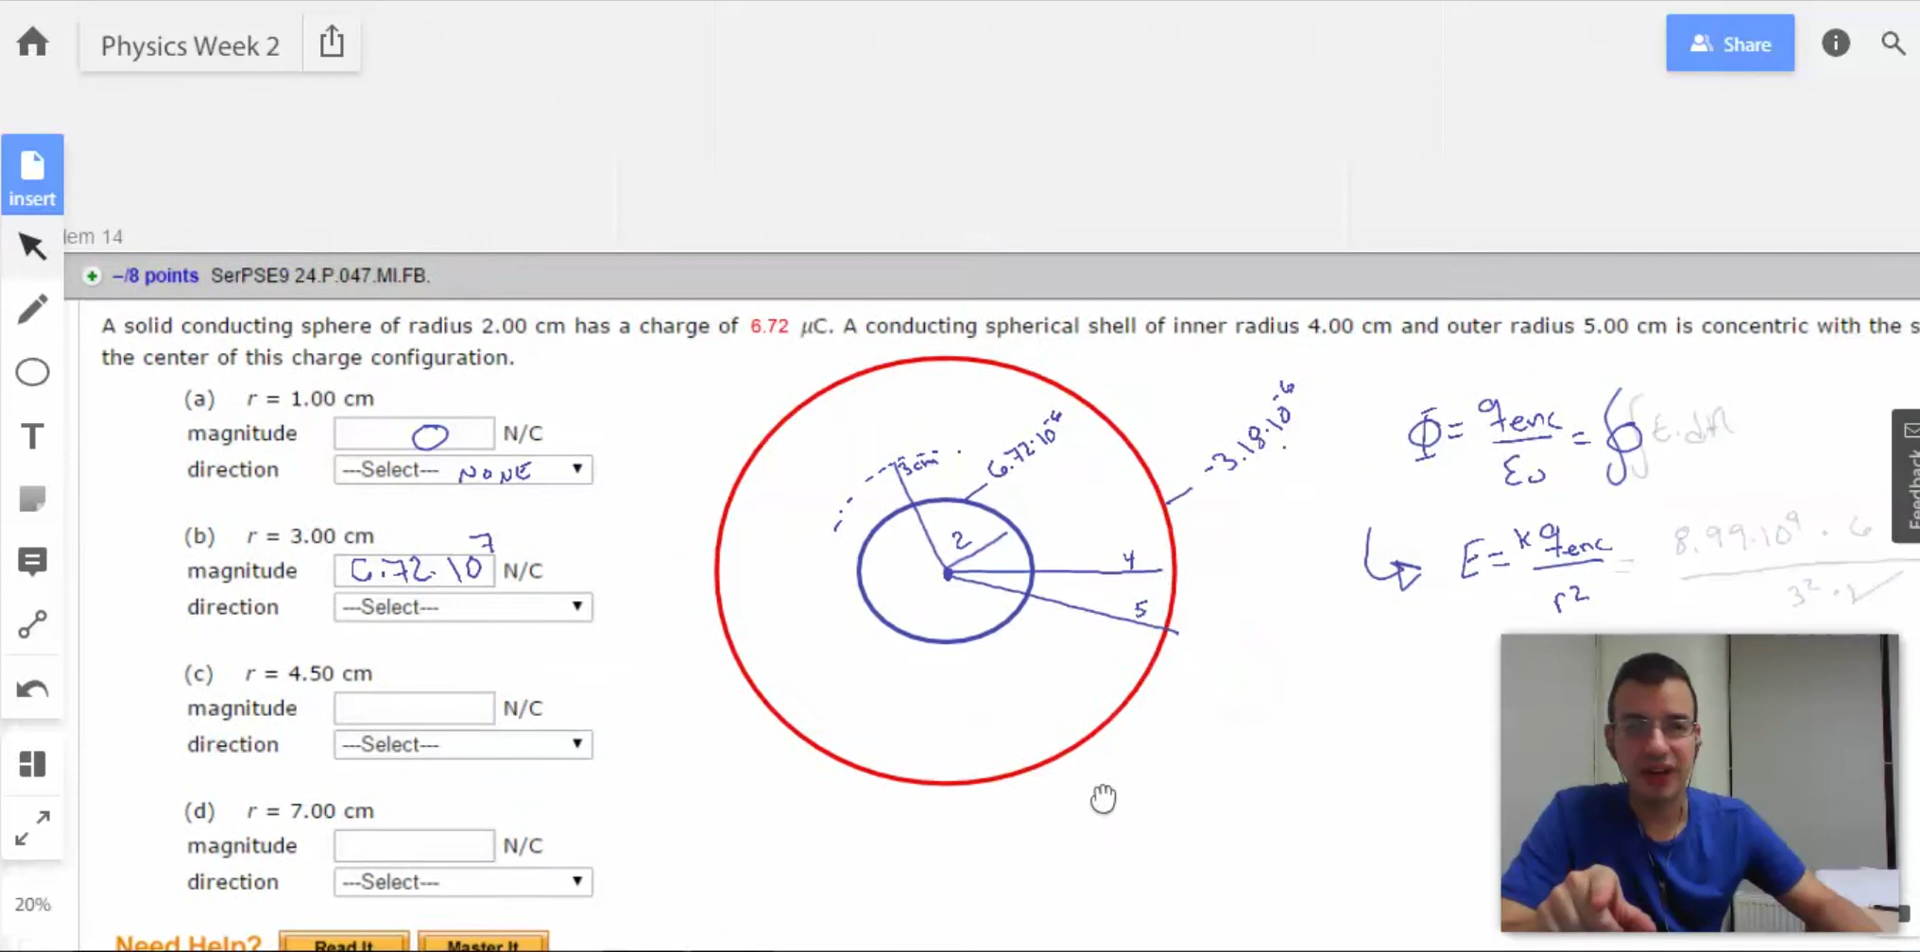 Physics Week 2
Share
insert
lem 14
–/8 points SerPSE9 24.P.047.MI.FB.
A solid conducting sphere of radius 2.00 cm has a charge of 6.72 μC. A conducting spherical shell of inner radius 4.00 cm and outer radius 5.00 cm is concentric with the s
the center of this charge configuration.
(a) r = 1.00 cm
magnitude 0 N/C
direction ---Select--- NONE
(b) r = 3.00 cm
magnitude 6.72·10^7 N/C
direction ---Select---
(c) r = 4.50 cm
magnitude N/C
direction ---Select---
(d) r = 7.00 cm
magnitude N/C
direction ---Select---
3cm
6.72·10^-6
-3.18·10^-6
2
4
5
Φ = qenc/ε0 = ∮ E·dA
E = k qenc/r² = 8.99·10^9 · 6
3²
T
20%
Need Help? Read It Master It
Feedback